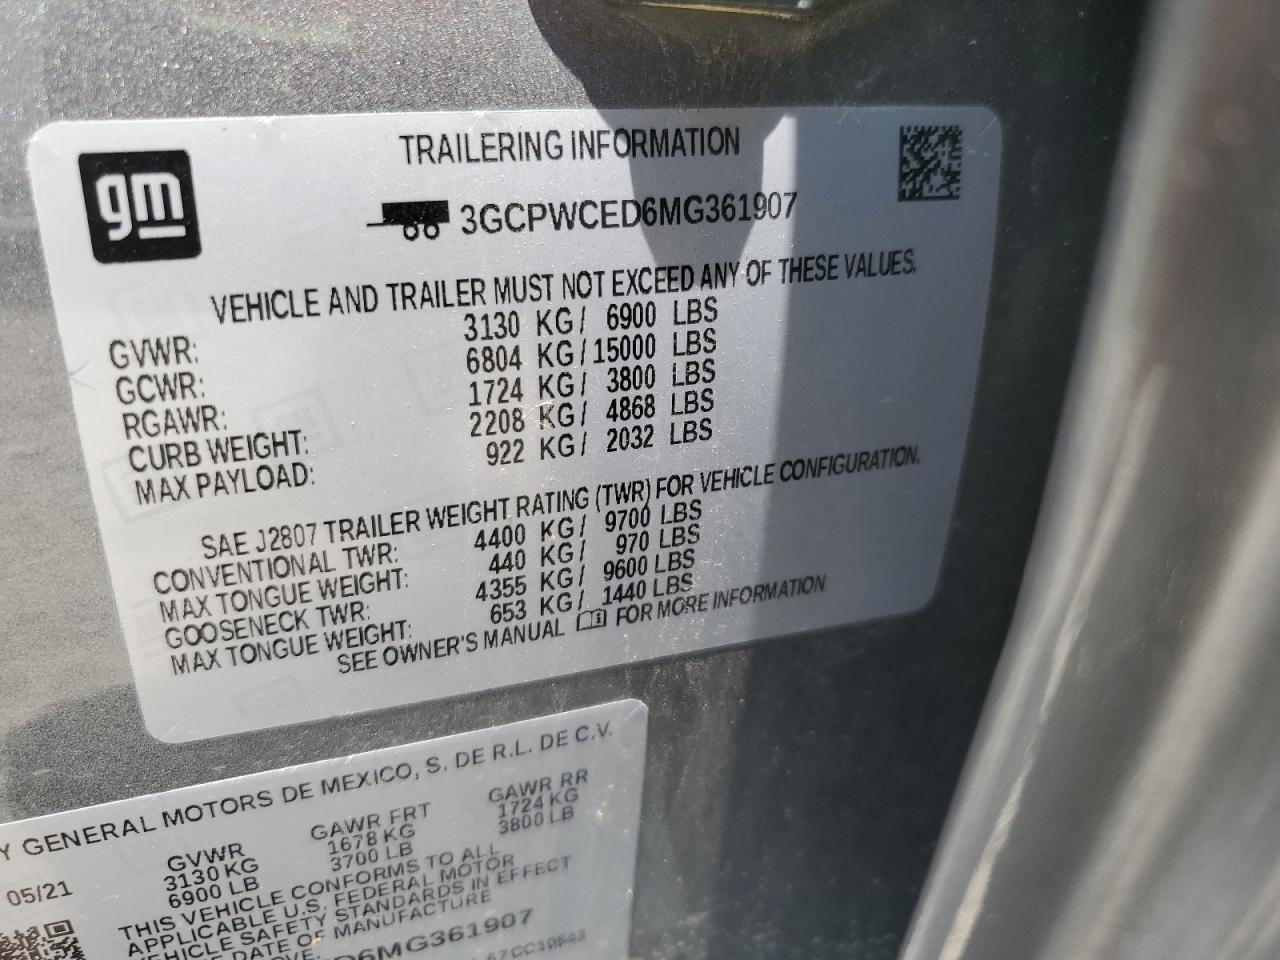 gm
TRAILERING INFORMATION
3GCPWCED6MG361907
VEHICLE AND TRAILER MUST NOT EXCEED ANY OF THESE VALUES.
GVWR: 3130 KG/ 6900 LBS
GCWR: 6804 KG/15000 LBS
RGAWR: 1724 KG/ 3800 LBS
CURB WEIGHT: 2208 KG/ 4868 LBS
MAX PAYLOAD: 922 KG/ 2032 LBS
SAE J2807 TRAILER WEIGHT RATING (TWR) FOR VEHICLE CONFIGURATION.
CONVENTIONAL TWR: 4400 KG/ 9700 LBS
MAX TONGUE WEIGHT: 440 KG/ 970 LBS
GOOSENECK TWR: 4355 KG/ 9600 LBS
MAX TONGUE WEIGHT: 653 KG/ 1440 LBS
SEE OWNER'S MANUAL FOR MORE INFORMATION
Y GENERAL MOTORS DE MEXICO, S. DE R.L. DE C.V.
05/21 GVWR GAWR FRT GAWR RR
3130 KG 1678 KG 1724 KG
6900 LB 3700 LB 3800 LB
THIS VEHICLE CONFORMS TO ALL
APPLICABLE U.S. FEDERAL MOTOR
VEHICLE SAFETY STANDARDS IN EFFECT
DATE OF MANUFACTURE
D6MG361907